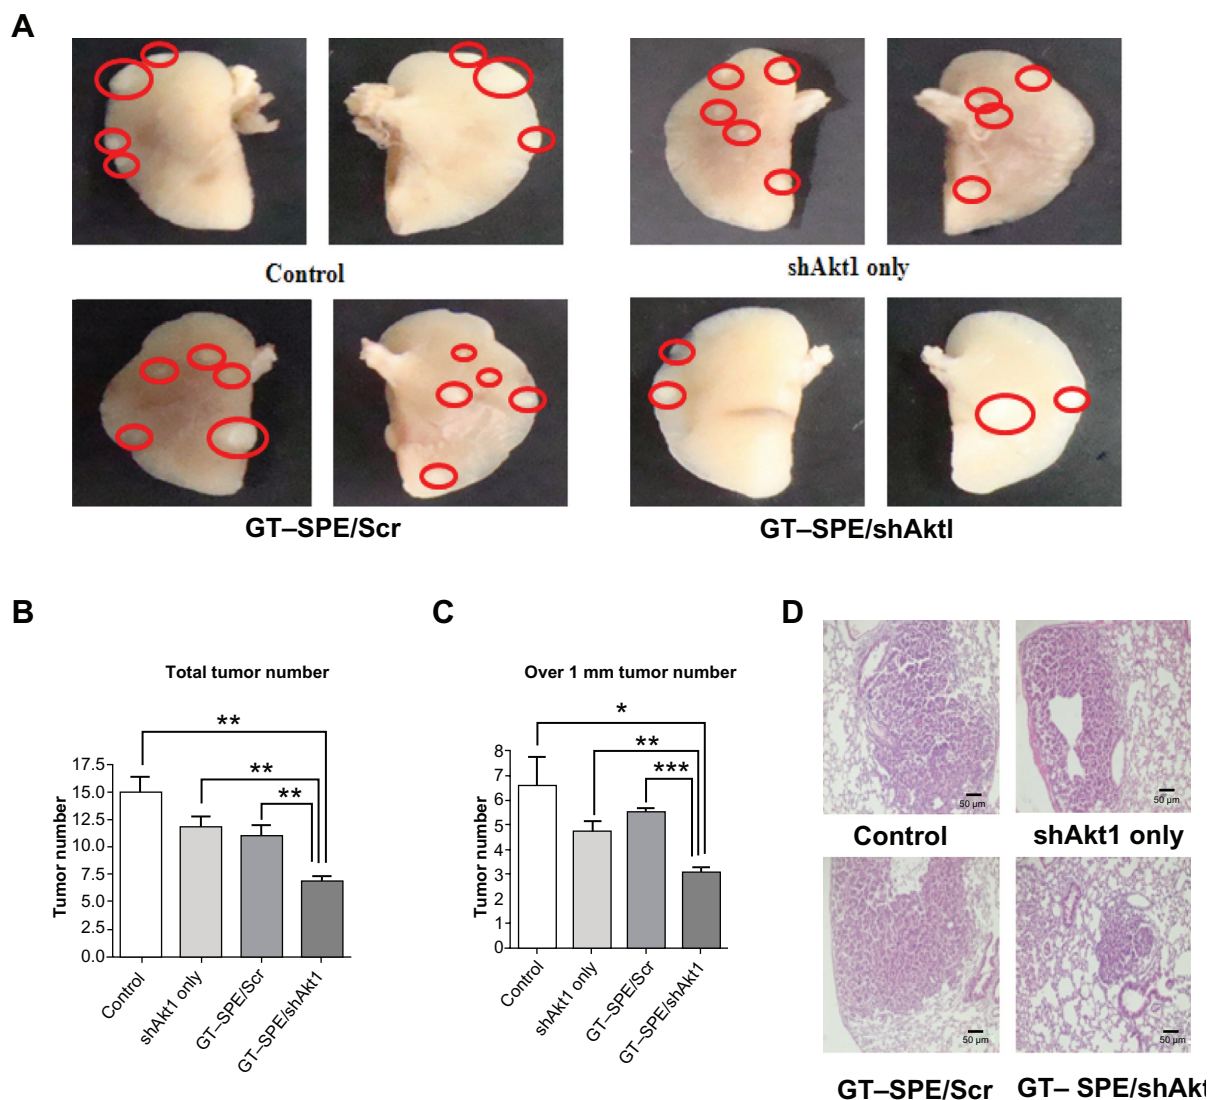 A
Control
shAkt1 only
GT–SPE/Scr
GT–SPE/shAktl
B
C
D
Total tumor number
**
**
**
Tumor number
17.5
15.0
12.5
10.0
7.5
5.0
2.5
0.0
Control
shAkt1 only
GT–SPE/Scr
GT–SPE/shAkt1
Over 1 mm tumor number
*
**
***
Tumor number
8
7
6
5
4
3
2
1
0
Control
shAkt1 only
GT–SPE/Scr
GT–SPE/shAkt1
50 µm
50 µm
Control
shAkt1 only
50 µm
50 µm
GT–SPE/Scr
GT– SPE/shAkt